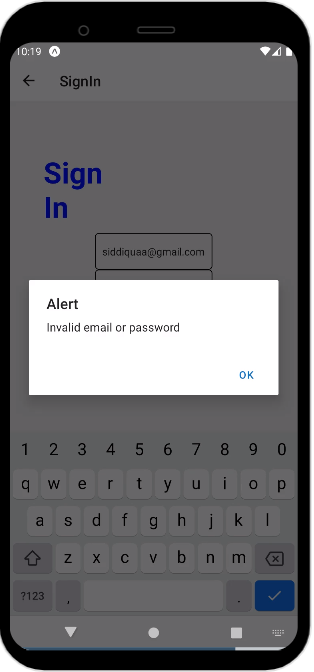 10:19
SignIn
Sign
In
siddiquaa@gmail.com
Alert
Invalid email or password
OK
1 2 3 4 5 6 7 8 9 0
q w e r t y u i o p
a s d f g h j k l
z x c v b n m
?123 , .